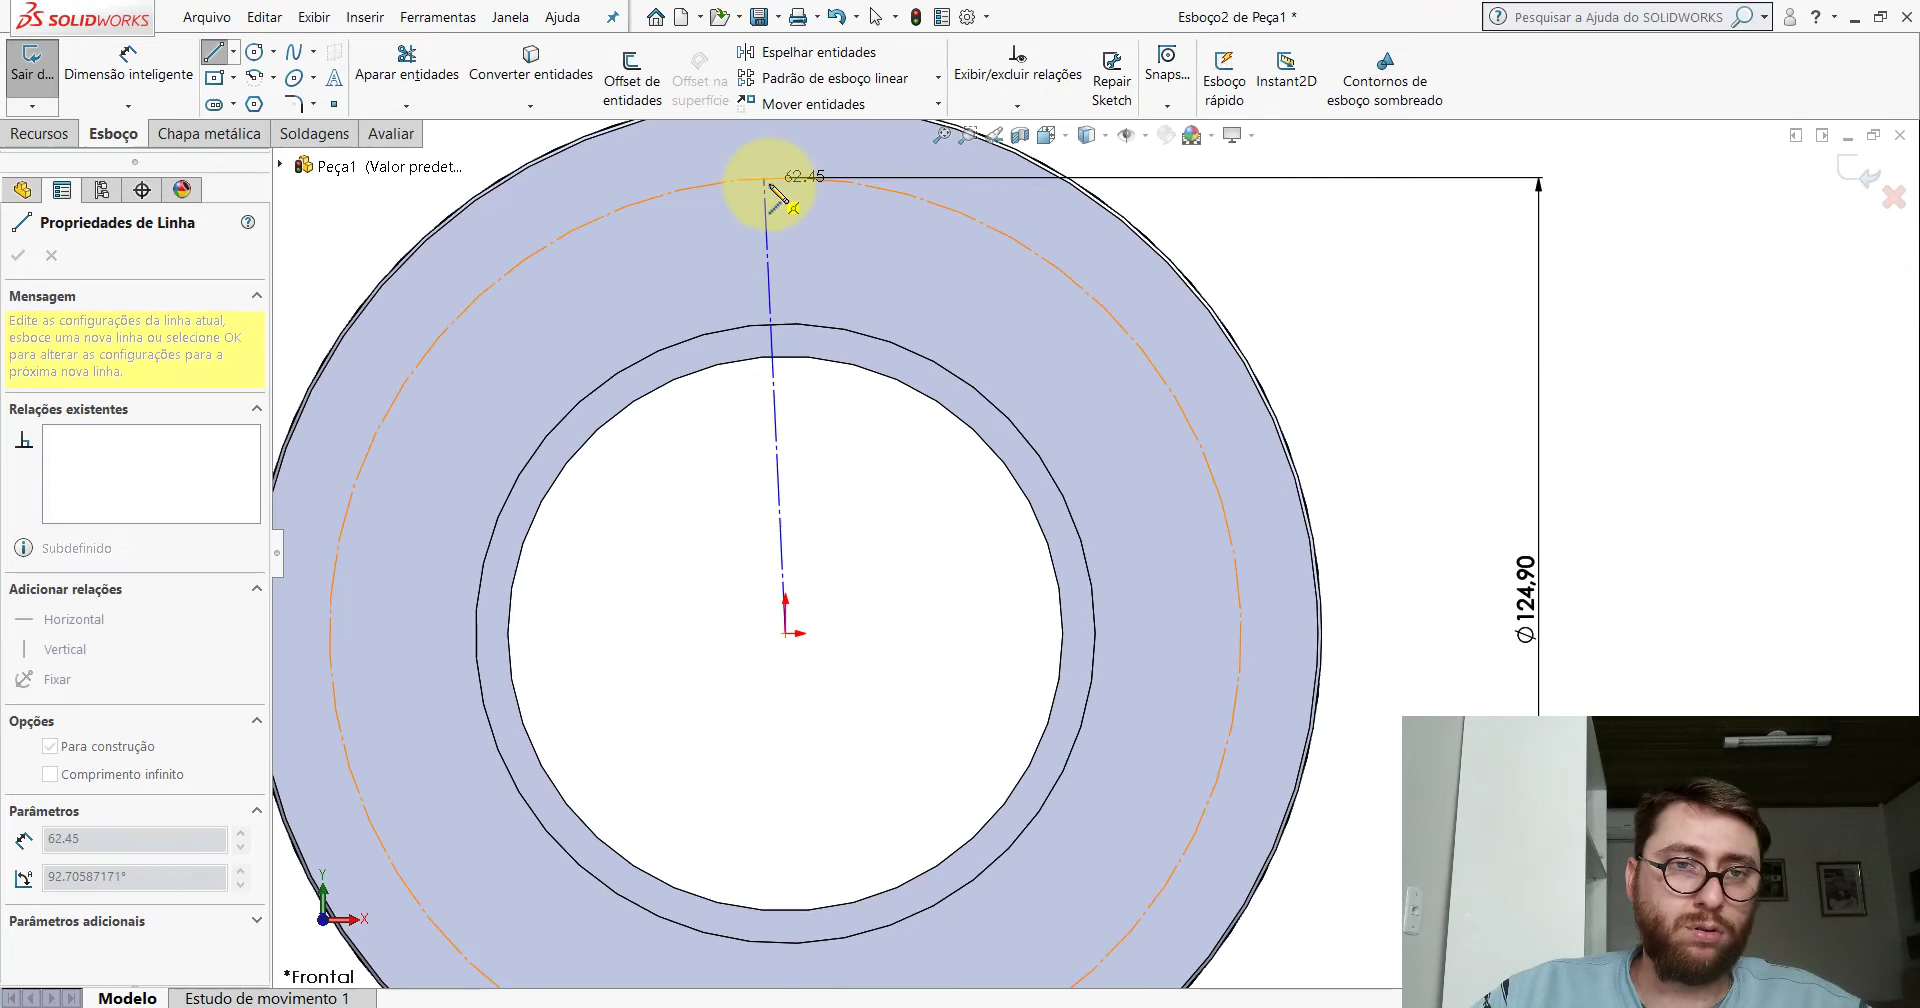 SOLIDWORKS
Arquivo Editar Exibir Inserir Ferramentas Janela Ajuda
Esboço2 de Peça1 *
Pesquisar a Ajuda do SOLIDWORKS
Sair d...
Dimensão inteligente
Aparar entidades
Converter entidades
Offset de entidades
Offset na superfície
Espelhar entidades
Padrão de esboço linear
Mover entidades
Exibir/excluir relações
Repair Sketch
Snaps...
Esboço rápido
Instant2D
Contornos de esboço sombreado
Recursos Esboço Chapa metálica Soldagens Avaliar
Peça1 (Valor predet...
Propriedades de Linha
Mensagem
Edite as configurações da linha atual,
esboce uma nova linha ou selecione OK
para alterar as configurações para a
próxima nova linha.
Relações existentes
Subdefinido
Adicionar relações
Horizontal
Vertical
Fixar
Opções
Para construção
Comprimento infinito
Parâmetros
62.45
92.70587171°
Parâmetros adicionais
62.45
Ø124,90
Y
X
*Frontal
Modelo Estudo de movimento 1